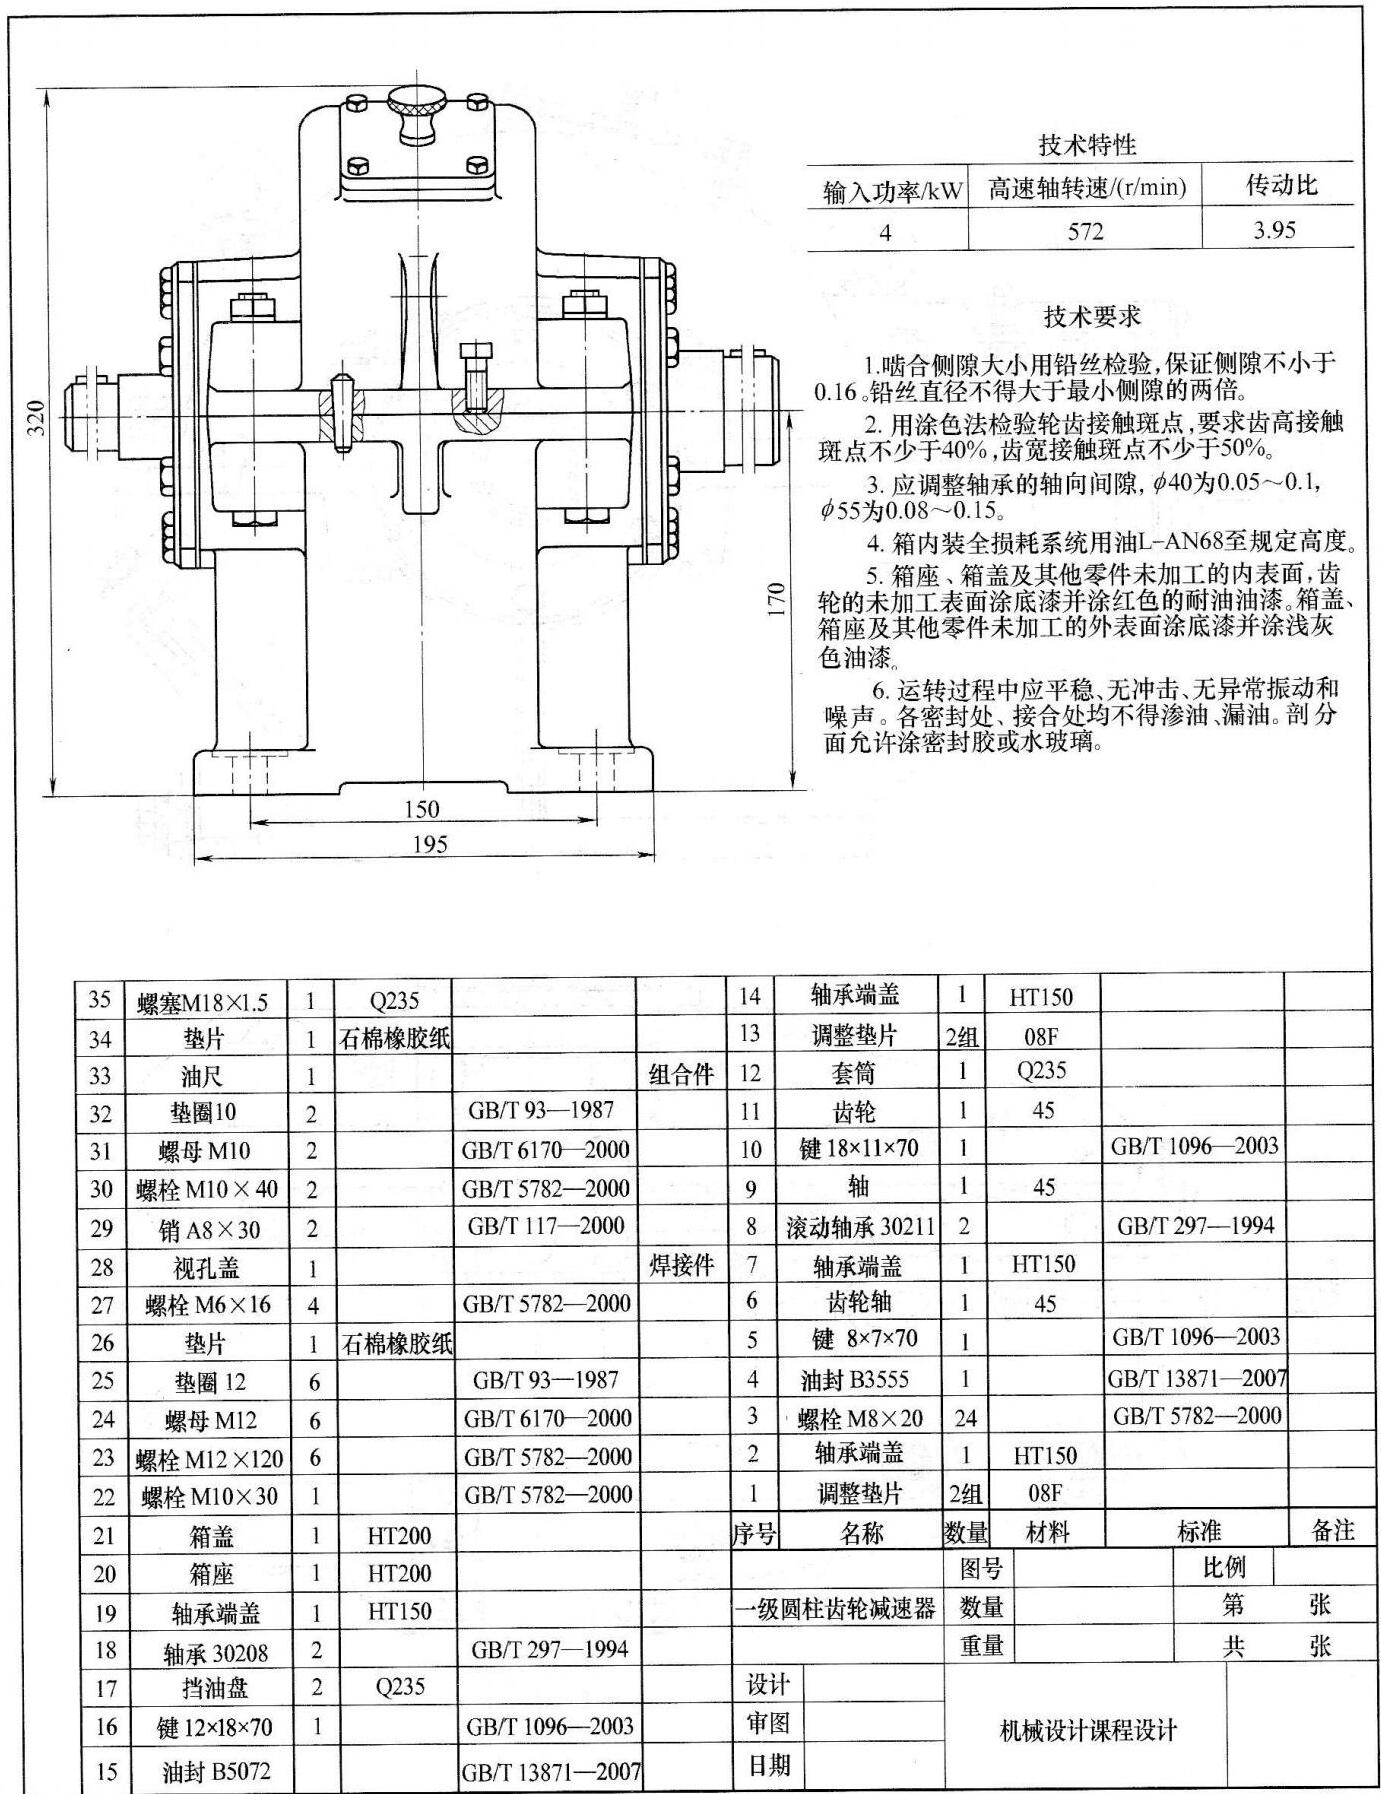 320
170
150
195
技术特性
输入功率/kW 高速轴转速/(r/min) 传动比
4 572 3.95
技术要求
1.啮合侧隙大小用铅丝检验,保证侧隙不小于
0.16。铅丝直径不得大于最小侧隙的两倍。
2. 用涂色法检验轮齿接触斑点,要求齿高接触
斑点不少于40%,齿宽接触斑点不少于50%。
3. 应调整轴承的轴向间隙, ϕ40为0.05～0.1,
ϕ55为0.08～0.15。
4. 箱内装全损耗系统用油L-AN68至规定高度。
5. 箱座、箱盖及其他零件未加工的内表面,齿
轮的未加工表面涂底漆并涂红色的耐油油漆。箱盖、
箱座及其他零件未加工的外表面涂底漆并涂浅灰
色油漆。
6. 运转过程中应平稳、无冲击、无异常振动和
噪声。各密封处、接合处均不得渗油、漏油。剖分
面允许涂密封胶或水玻璃。
35 螺塞M18×1.5 1 Q235
34 垫片 1 石棉橡胶纸
33 油尺 1 组合件
32 垫圈10 2 GB/T 93—1987
31 螺母 M10 2 GB/T 6170—2000
30 螺栓 M10×40 2 GB/T 5782—2000
29 销 A8×30 2 GB/T 117—2000
28 视孔盖 1 焊接件
27 螺栓 M6×16 4 GB/T 5782—2000
26 垫片 1 石棉橡胶纸
25 垫圈 12 6 GB/T 93—1987
24 螺母 M12 6 GB/T 6170—2000
23 螺栓 M12×120 6 GB/T 5782—2000
22 螺栓 M10×30 1 GB/T 5782—2000
21 箱盖 1 HT200
20 箱座 1 HT200
19 轴承端盖 1 HT150
18 轴承 30208 2 GB/T 297—1994
17 挡油盘 2 Q235
16 键 12×18×70 1 GB/T 1096—2003
15 油封 B5072 GB/T 13871—2007
14 轴承端盖 1 HT150
13 调整垫片 2组 08F
12 套筒 1 Q235
11 齿轮 1 45
10 键 18×11×70 1 GB/T 1096—2003
9 轴 1 45
8 滚动轴承 30211 2 GB/T 297—1994
7 轴承端盖 1 HT150
6 齿轮轴 1 45
5 键 8×7×70 1 GB/T 1096—2003
4 油封 B3555 1 GB/T 13871—2007
3 螺栓 M8×20 24 GB/T 5782—2000
2 轴承端盖 1 HT150
1 调整垫片 2组 08F
序号 名称 数量 材料 标准 备注
一级圆柱齿轮减速器
图号 比例
数量 第 张
重量 共 张
设计
审图
日期
机械设计课程设计